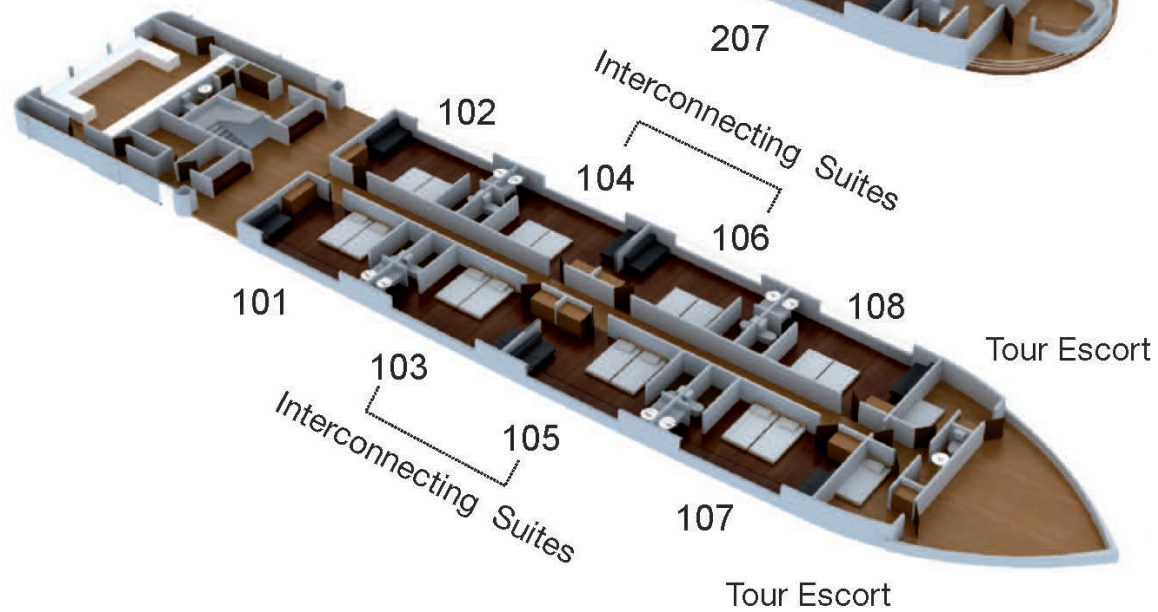 207
Interconnecting Suites
102
104
106
108
Tour Escort
101
103
105
Interconnecting Suites
107
Tour Escort